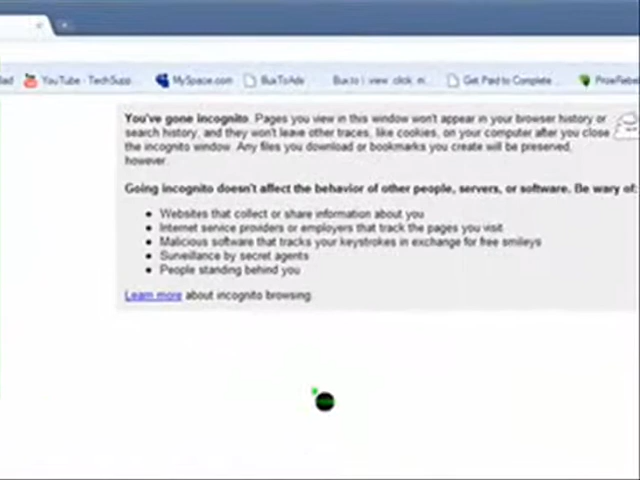 YouTube - TechSupp... MySpace.com BuxToAds Bux.to | view. click. m... Get Paid to Complete...
You've gone incognito. Pages you view in this window won't appear in your browser history or
search history, and they won't leave other traces, like cookies, on your computer after you close
the incognito window. Any files you download or bookmarks you create will be preserved,
however.
Going incognito doesn't affect the behavior of other people, servers, or software. Be wary of:
Websites that collect or share information about you
Internet service providers or employers that track the pages you visit
Malicious software that tracks your keystrokes in exchange for free smileys
Surveillance by secret agents
People standing behind you
Learn more about incognito browsing.